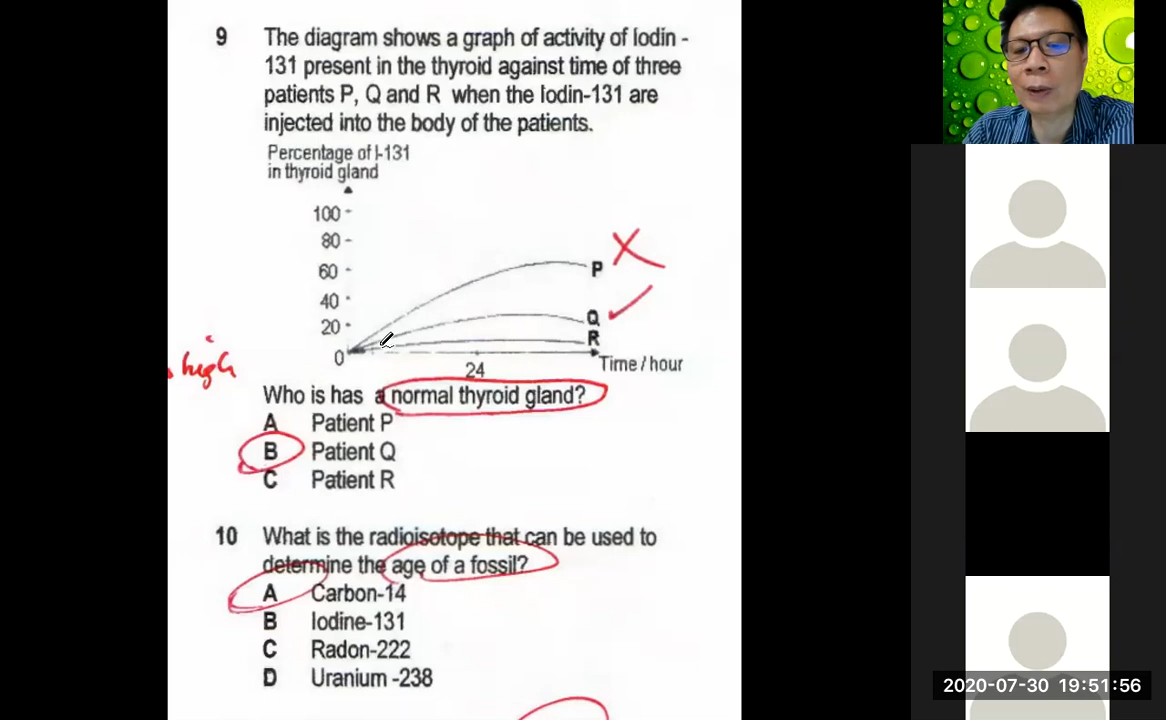 9 The diagram shows a graph of activity of Iodin -
131 present in the thyroid against time of three
patients P, Q and R when the Iodin-131 are
injected into the body of the patients.
Percentage of I-131
in thyroid gland
100
80
60
40
20
0
P
Q
R
24
Time / hour
high
Who is has a normal thyroid gland?
A Patient P
B Patient Q
C Patient R
10 What is the radioisotope that can be used to
determine the age of a fossil?
A Carbon-14
B Iodine-131
C Radon-222
D Uranium -238
2020-07-30 19:51:56